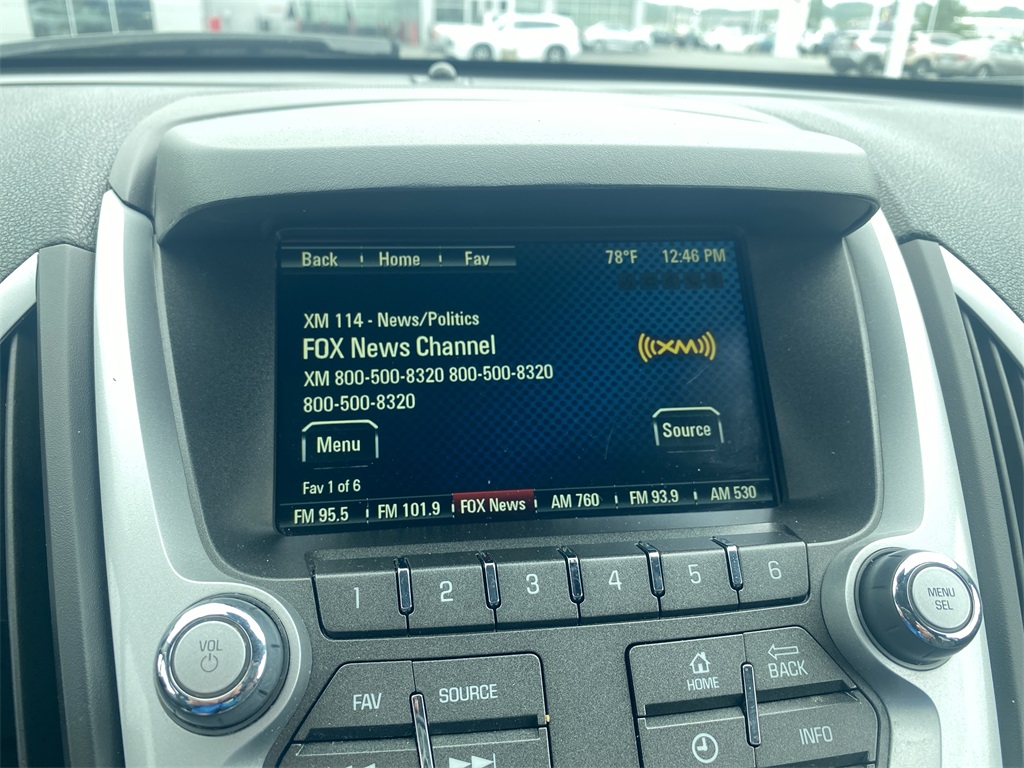 Back Home Fav 78°F 12:46 PM
XM 114 - News/Politics
FOX News Channel
XM
XM 800-500-8320 800-500-8320
800-500-8320
Menu Source
Fav 1 of 6
FM 95.5 FM 101.9 FOX News AM 760 FM 93.9 AM 530
1 2 3 4 5 6
VOL
MENU
SEL
FAV SOURCE
HOME BACK
INFO